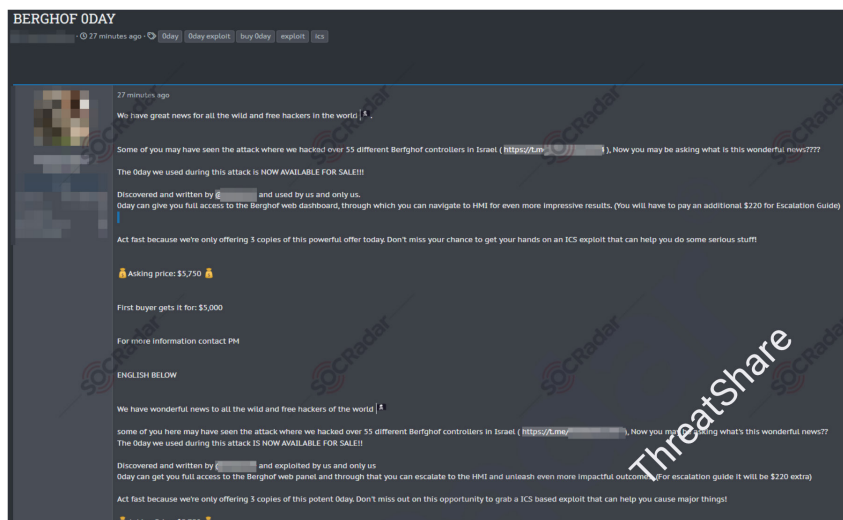 BERGHOF 0DAY
· 27 minutes ago · 0day 0day exploit buy 0day exploit ics
27 minutes ago
We have great news for all the wild and free hackers in the world .
Some of you may have seen the attack where we hacked over 55 different Berfghof controllers in Israel ( https://t.m ), Now you may be asking what is this wonderful news????
The 0day we used during this attack is NOW AVAILABLE FOR SALE!!!
Discovered and written by @ and used by us and only us.
0day can give you full access to the Berghof web dashboard, through which you can navigate to HMI for even more impressive results. (You will have to pay an additional $220 for Escalation Guide)
Act fast because we're only offering 3 copies of this powerful offer today. Don't miss your chance to get your hands on an ICS exploit that can help you do some serious stuff!
💰Asking price: $5,750 💰
First buyer gets it for: $5,000
For more information contact PM
ENGLISH BELOW
We have wonderful news to all the wild and free hackers of the world
some of you here may have seen the attack where we hacked over 55 different Berfghof controllers in Israel ( https://t.me/ ), Now you may be asking what's this wonderful news??
The 0day we used during this attack IS NOW AVAILABLE FOR SALE!!
Discovered and written by ( and exploited by us and only us
0day can get you full access to the Berghof web panel and through that you can escalate to the HMI and unleash even more impactful outcomes. (For escalation guide it will be $220 extra)
Act fast because we're only offering 3 copies of this potent 0day. Don't miss out on this opportunity to grab a ICS based exploit that can help you cause major things!
SOCRadar
ThreatShare